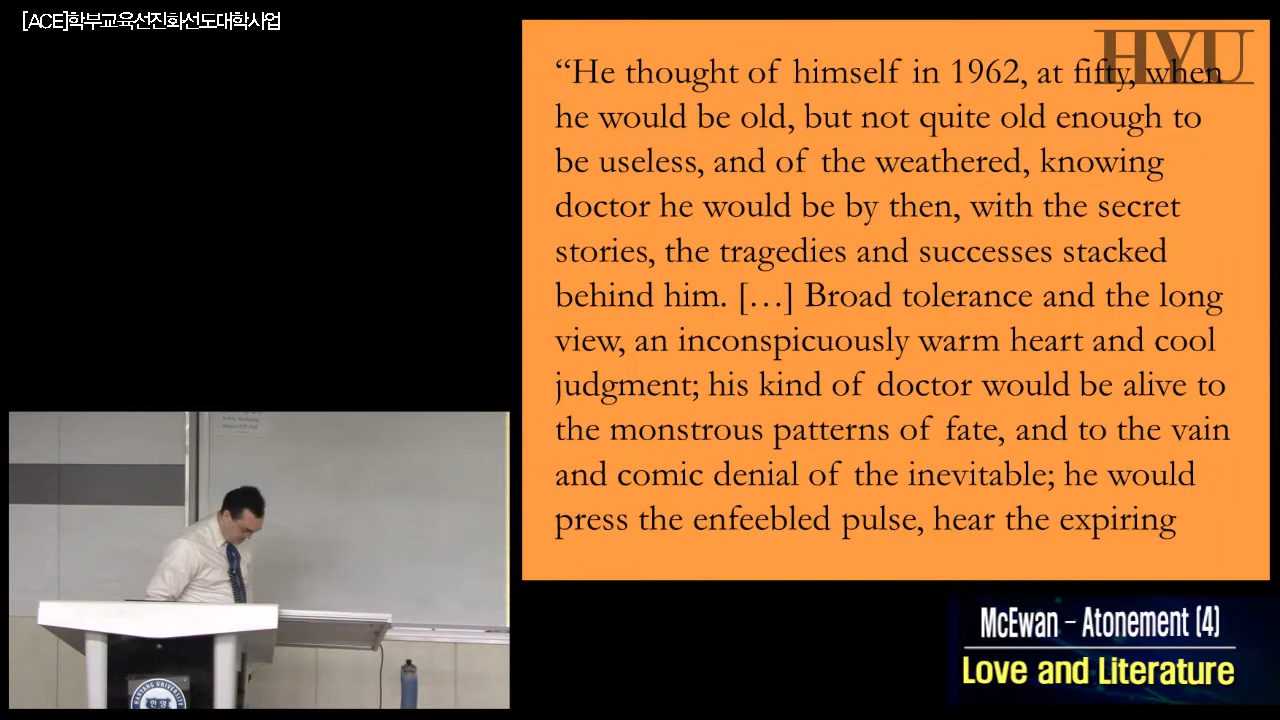 [ACE]학부교육선진화선도대학사업
HYU
“He thought of himself in 1962, at fifty, when
he would be old, but not quite old enough to
be useless, and of the weathered, knowing
doctor he would be by then, with the secret
stories, the tragedies and successes stacked
behind him. […] Broad tolerance and the long
view, an inconspicuously warm heart and cool
judgment; his kind of doctor would be alive to
the monstrous patterns of fate, and to the vain
and comic denial of the inevitable; he would
press the enfeebled pulse, hear the expiring
HANYANG UNIVERSITY
한양
McEwan – Atonement (4)
Love and Literature